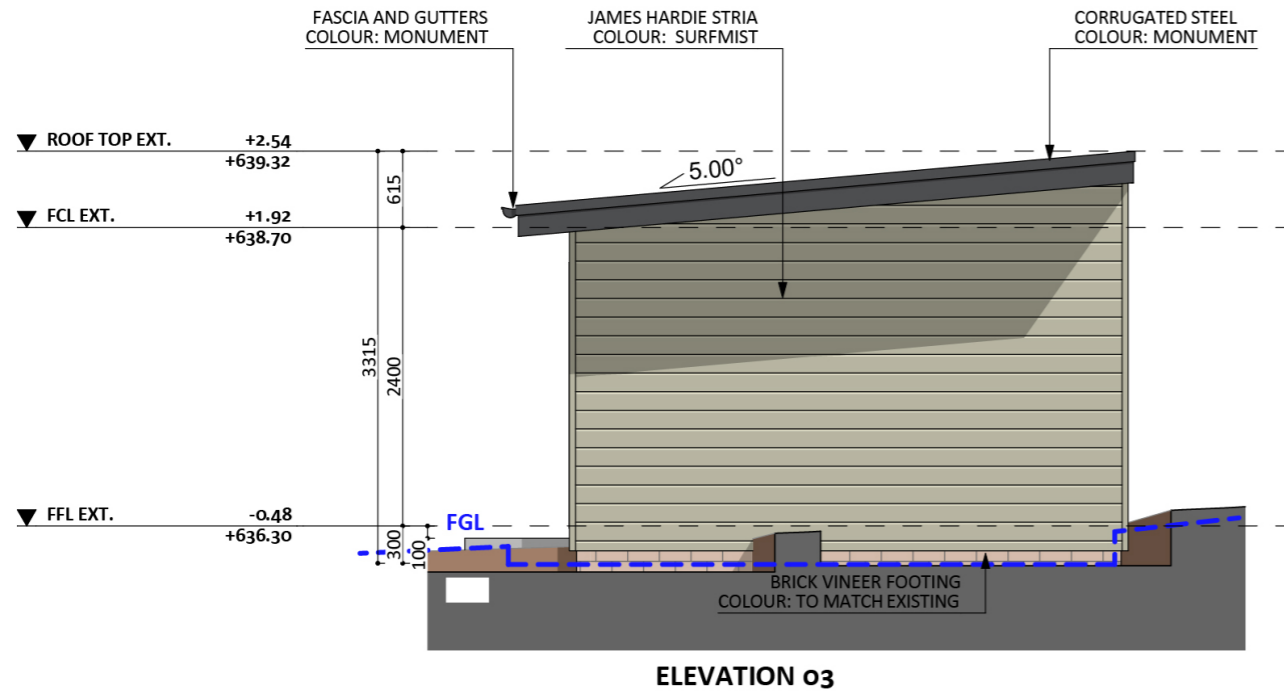 FASCIA AND GUTTERS
COLOUR: MONUMENT
JAMES HARDIE STRIA
COLOUR: SURFMIST
CORRUGATED STEEL
COLOUR: MONUMENT
ROOF TOP EXT. +2.54
+639.32
5.00°
615
FCL EXT. +1.92
+638.70
3315
2400
FFL EXT. -0.48
+636.30
FGL
300
100
BRICK VINEER FOOTING
COLOUR: TO MATCH EXISTING
ELEVATION 03